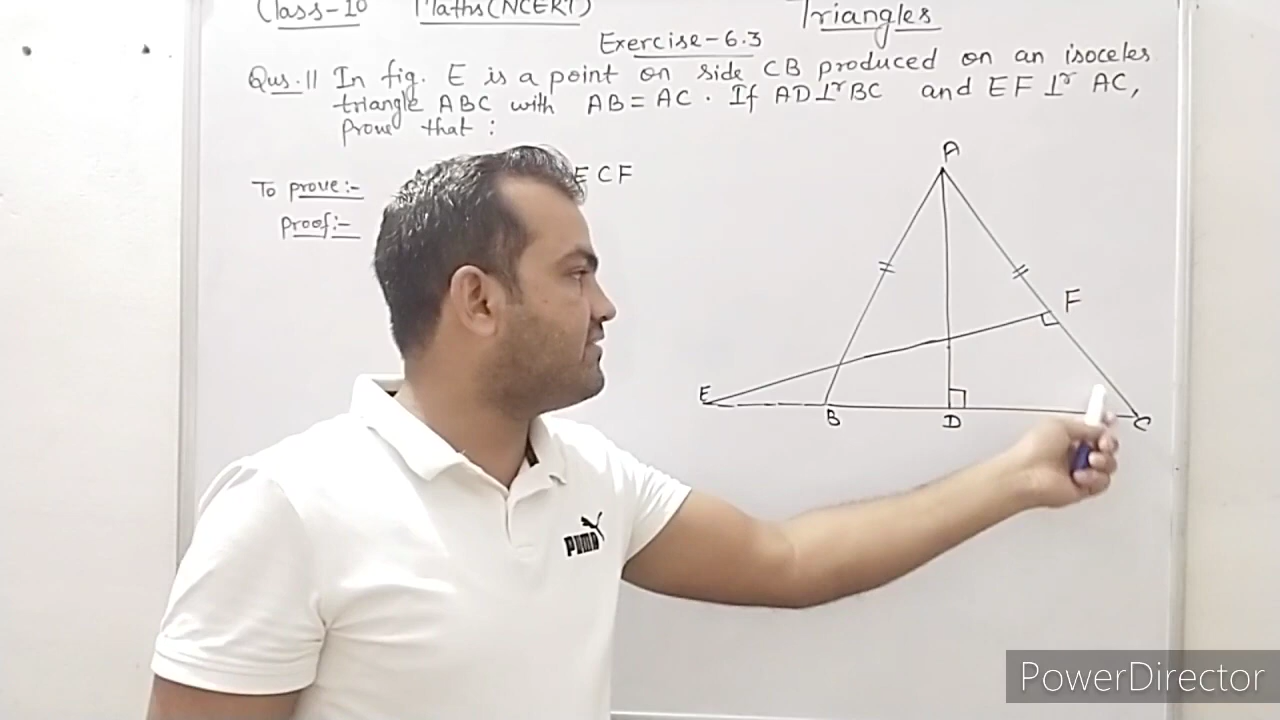 Class-10 Maths (NCERT) Triangles
Exercise-6.3
Qus.11 In fig. E is a point on side CB produced on an isoceles
triangle ABC with AB = AC. If AD⊥ʳ BC and EF ⊥ʳ AC,
prove that :
To prove:- ECF
Proof:-
A
F
E
B
D
C
PUMA
PowerDirector